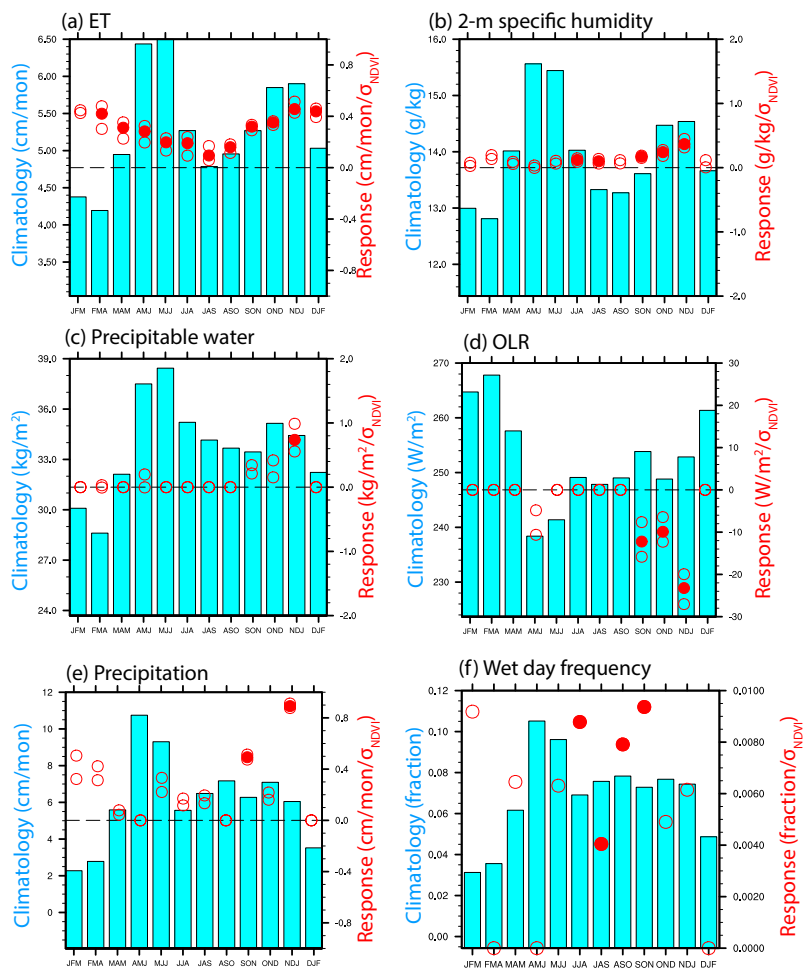 (a) ET
Climatology (cm/mon)
6.50
5.50
5.00
4.50
4.00
3.50
0.8
0.4
0.0
-0.4
-0.8
Response (cm/mon/σNDVI)
JFM FMA MAM AMJ MJJ JJA JAS ASO SON OND NDJ DJF
(b) 2-m specific humidity
Climatology (g/kg)
16.0
15.0
14.0
13.0
12.0
2.0
1.0
0.0
-1.0
-2.0
Response (g/kg/σNDVI)
JFM FMA MAM AMJ MJJ JJA JAS ASO SON OND NDJ DJF
(c) Precipitable water
Climatology (kg/m²)
39.0
36.0
33.0
30.0
27.0
24.0
2.0
1.0
0.0
-1.0
-2.0
Response (kg/m²/σNDVI)
JFM FMA MAM AMJ MJJ JJA JAS ASO SON OND NDJ DJF
(d) OLR
Climatology (W/m²)
270
260
250
240
230
30
20
10
0
-10
-20
-30
Response (W/m²/σNDVI)
JFM FMA MAM AMJ MJJ JJA JAS ASO SON OND NDJ DJF
(e) Precipitation
Climatology (cm/mon)
12
10
8
6
4
2
0
0.8
0.4
0.0
-0.4
-0.8
Response (cm/mon/σNDVI)
JFM FMA MAM AMJ MJJ JJA JAS ASO SON OND NDJ DJF
(f) Wet day frequency
Climatology (fraction)
0,12
0,10
0,08
0,06
0,04
0,02
0,00
0.0100
0.0080
0.0060
0.0040
0.0020
0.0000
Response (fraction/σNDVI)
JFM FMA MAM AMJ MJJ JJA JAS ASO SON OND NDJ DJF